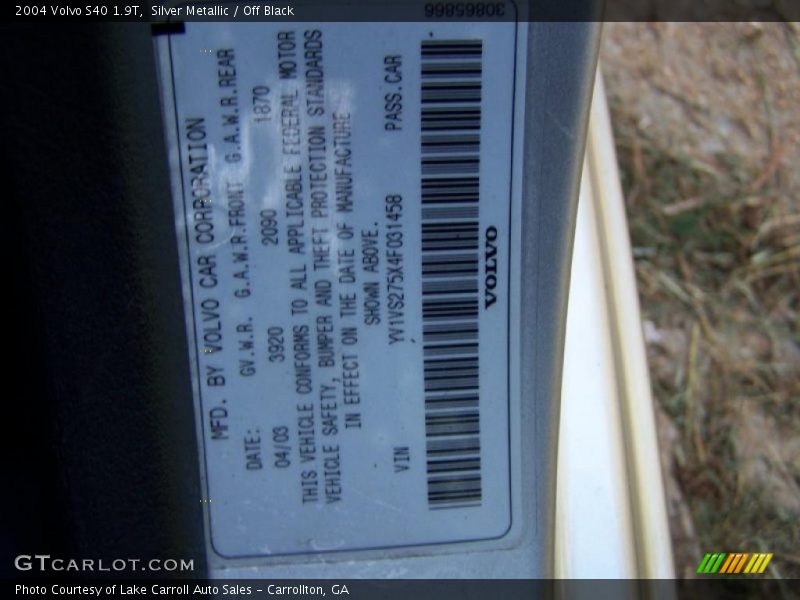 2004 Volvo S40 1.9T, Silver Metallic / Off Black
30865866
MFD. BY VOLVO CAR CORPORATION
DATE: GV.W.R. G.A.W.R.FRONT G.A.W.R.REAR
04/03 3920 2090 1870
THIS VEHICLE CONFORMS TO ALL APPLICABLE FEDERAL MOTOR
VEHICLE SAFETY, BUMPER AND THEFT PROTECTION STANDARDS
IN EFFECT ON THE DATE OF MANUFACTURE
SHOWN ABOVE.
VIN YV1VS275X4F031458 PASS.CAR
VOLVO
GTCARLOT.COM
Photo Courtesy of Lake Carroll Auto Sales - Carrollton, GA